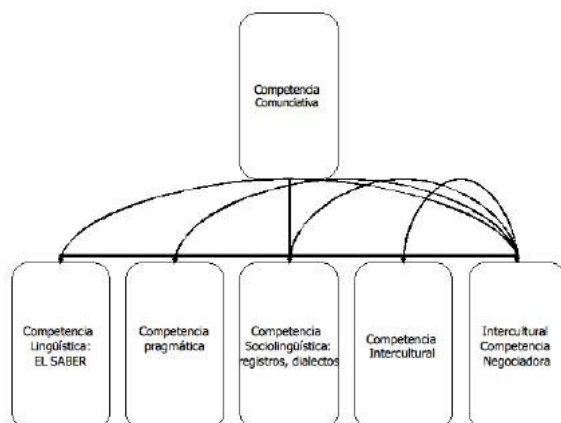 Competencia
Comunciativa
Competencia
Lingüística:
EL SABER
Competencia
pragmática
Competencia
Sociolingüística:
registros, dialectos
Competencia
Intercultural
Intercultural
Competencia
Negociadora